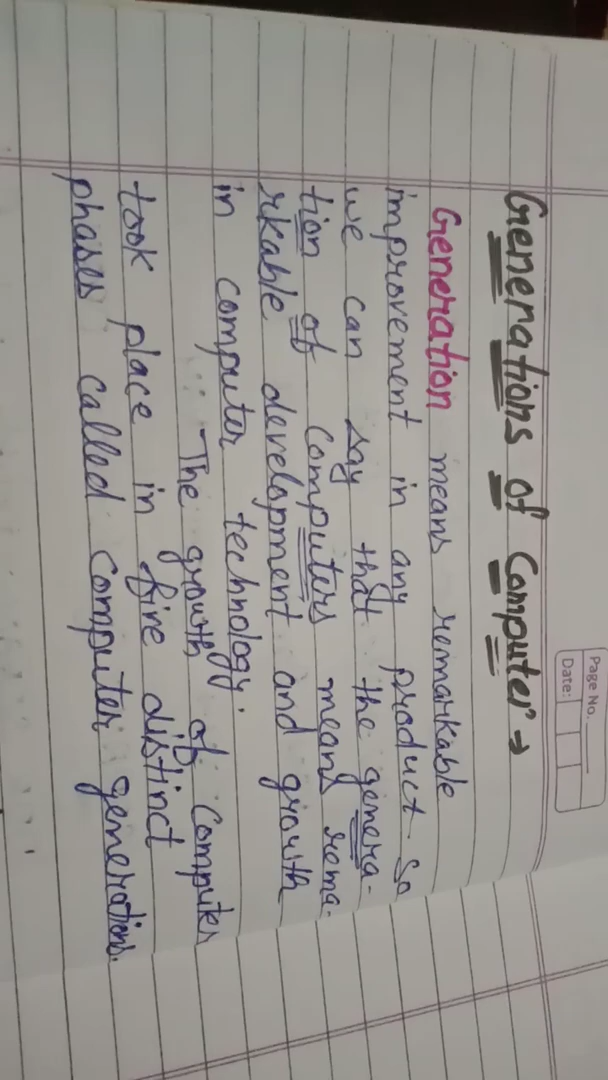 Page No.
Date:
Generations of Computer →
Generation means remarkable
improvement in any product. So
we can say that the genera-
tion of Computers means rema-
rkable development and growth
in computer technology.
The growth of Computer
took place in five distinct
phases called Computer generations.